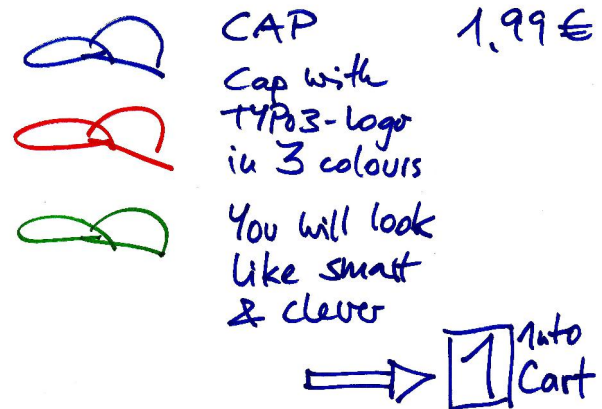 CAP 1,99 €
Cap with
TYPO3-Logo
in 3 colours
You will look
like smart
& clever
1 into
Cart